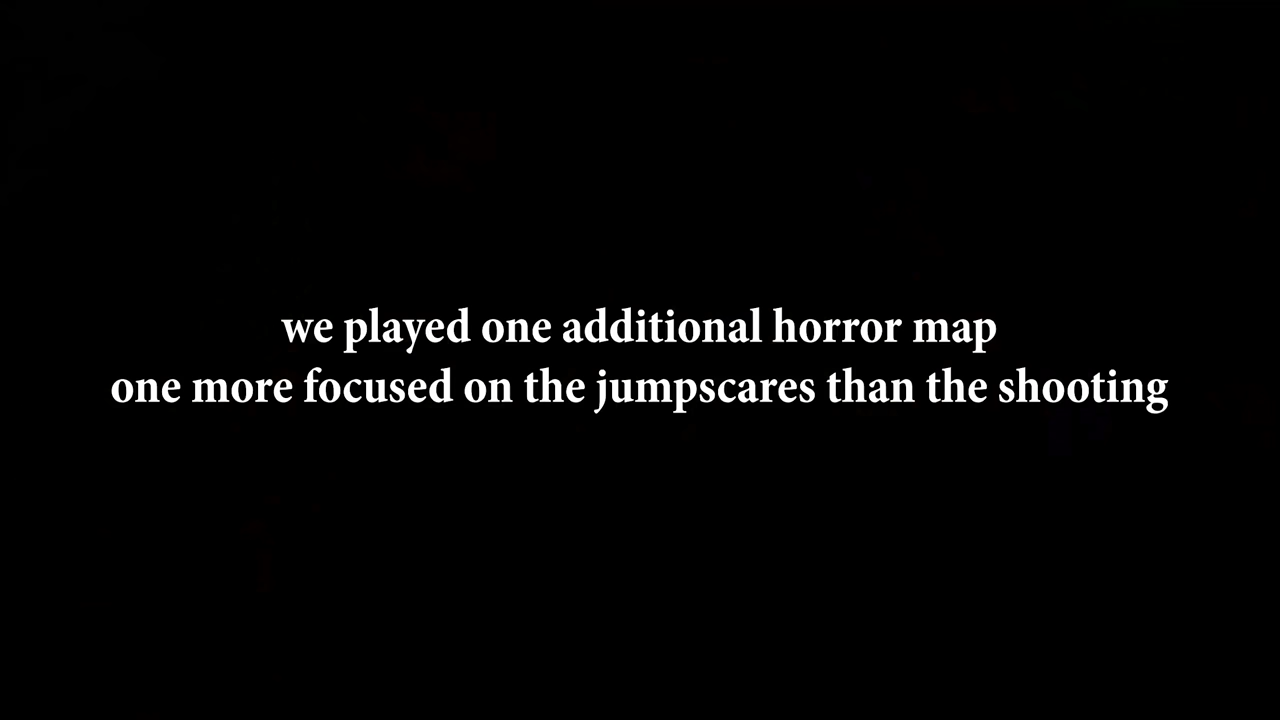 we played one additional horror map
one more focused on the jumpscares than the shooting